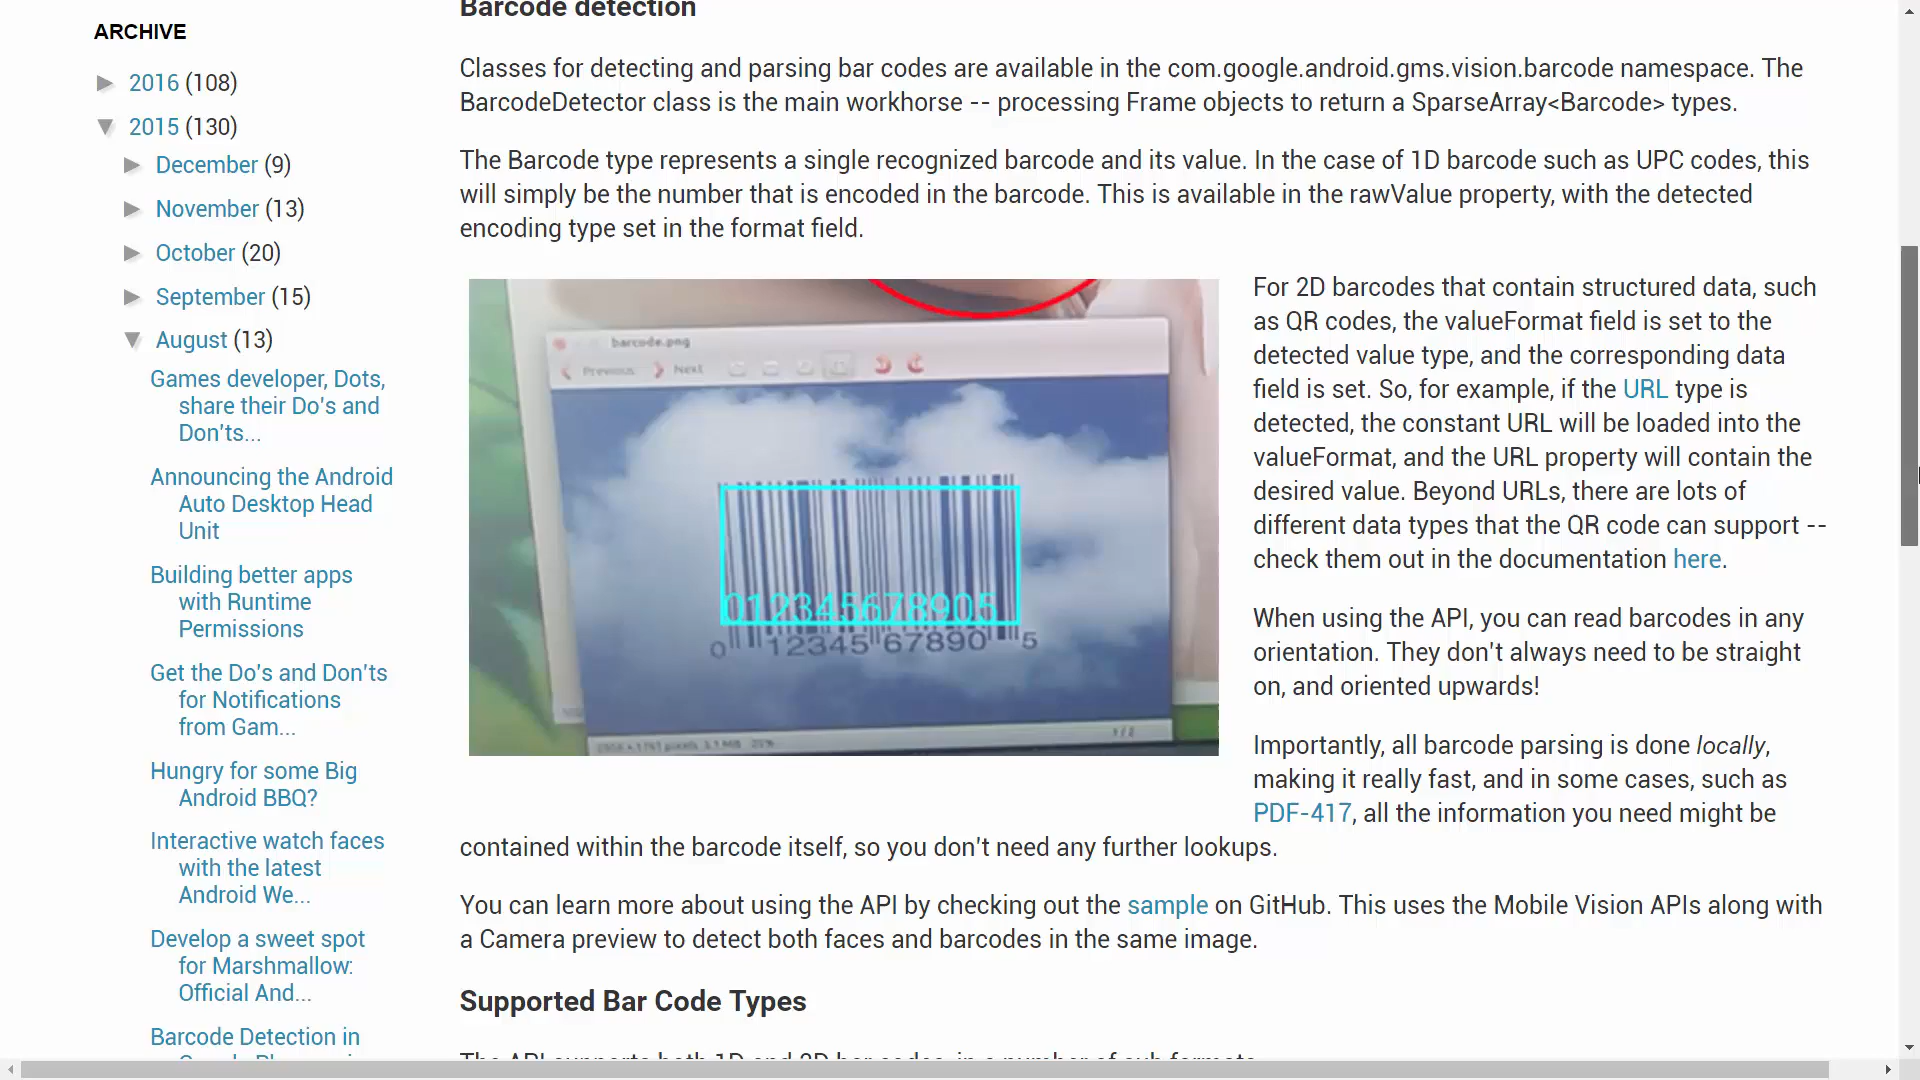 ARCHIVE
2016 (108)
2015 (130)
December (9)
November (13)
October (20)
September (15)
August (13)
Games developer, Dots,
share their Do's and
Don'ts...
Announcing the Android
Auto Desktop Head
Unit
Building better apps
with Runtime
Permissions
Get the Do's and Don'ts
for Notifications
from Gam...
Hungry for some Big
Android BBQ?
Interactive watch faces
with the latest
Android We...
Develop a sweet spot
for Marshmallow:
Official And...
Barcode Detection in
Barcode detection
Classes for detecting and parsing bar codes are available in the com.google.android.gms.vision.barcode namespace. The
BarcodeDetector class is the main workhorse -- processing Frame objects to return a SparseArray<Barcode> types.
The Barcode type represents a single recognized barcode and its value. In the case of 1D barcode such as UPC codes, this
will simply be the number that is encoded in the barcode. This is available in the rawValue property, with the detected
encoding type set in the format field.
barcode.png
Previous Next
012345678905
0 12345 67890 5
1 / 2
For 2D barcodes that contain structured data, such
as QR codes, the valueFormat field is set to the
detected value type, and the corresponding data
field is set. So, for example, if the URL type is
detected, the constant URL will be loaded into the
valueFormat, and the URL property will contain the
desired value. Beyond URLs, there are lots of
different data types that the QR code can support --
check them out in the documentation here.
When using the API, you can read barcodes in any
orientation. They don't always need to be straight
on, and oriented upwards!
Importantly, all barcode parsing is done locally,
making it really fast, and in some cases, such as
PDF-417, all the information you need might be
contained within the barcode itself, so you don't need any further lookups.
You can learn more about using the API by checking out the sample on GitHub. This uses the Mobile Vision APIs along with
a Camera preview to detect both faces and barcodes in the same image.
Supported Bar Code Types
The API supports both 1D and 2D bar codes, in a number of sub formats.